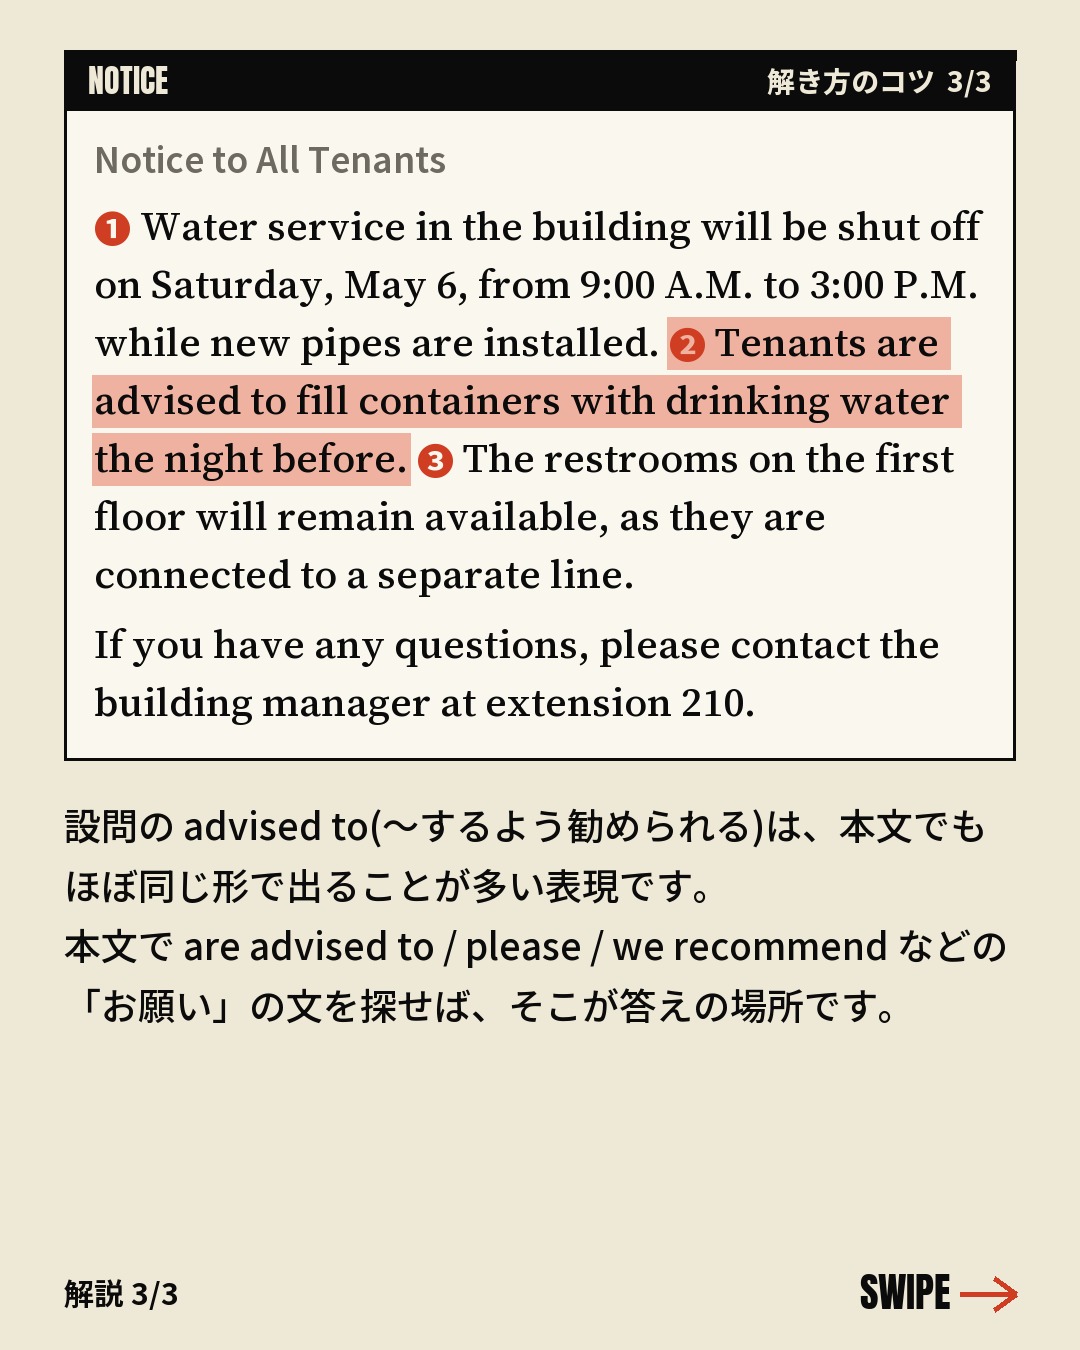 NOTICE
解き方のコツ 3/3
Notice to All Tenants
❶ Water service in the building will be shut off
on Saturday, May 6, from 9:00 A.M. to 3:00 P.M.
while new pipes are installed. ❷ Tenants are
advised to fill containers with drinking water
the night before. ❸ The restrooms on the first
floor will remain available, as they are
connected to a separate line.
If you have any questions, please contact the
building manager at extension 210.
設問の advised to(〜するよう勧められる)は、本文でも
ほぼ同じ形で出ることが多い表現です。
本文で are advised to / please / we recommend などの
「お願い」の文を探せば、そこが答えの場所です。
解説 3/3
SWIPE